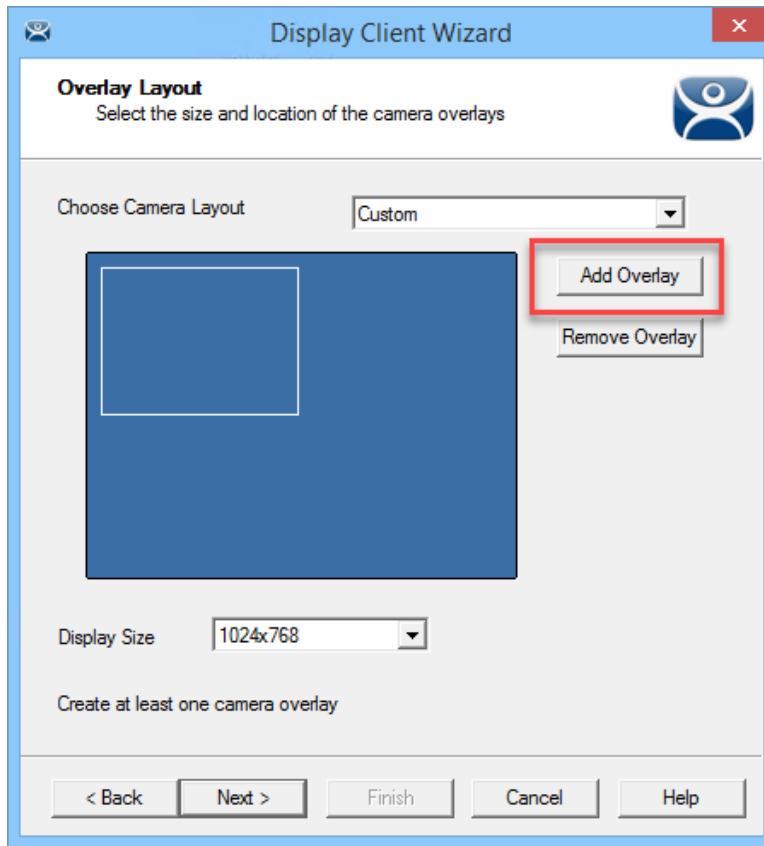 Display Client Wizard
Overlay Layout
Select the size and location of the camera overlays
Choose Camera Layout
Custom
Add Overlay
Remove Overlay
Display Size
1024x768
Create at least one camera overlay
< Back
Next >
Finish
Cancel
Help